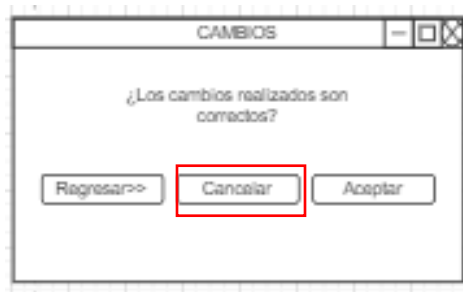 CAMBIOS
¿Los cambios realizados son
correctos?
Regresar>> Cancelar Aceptar